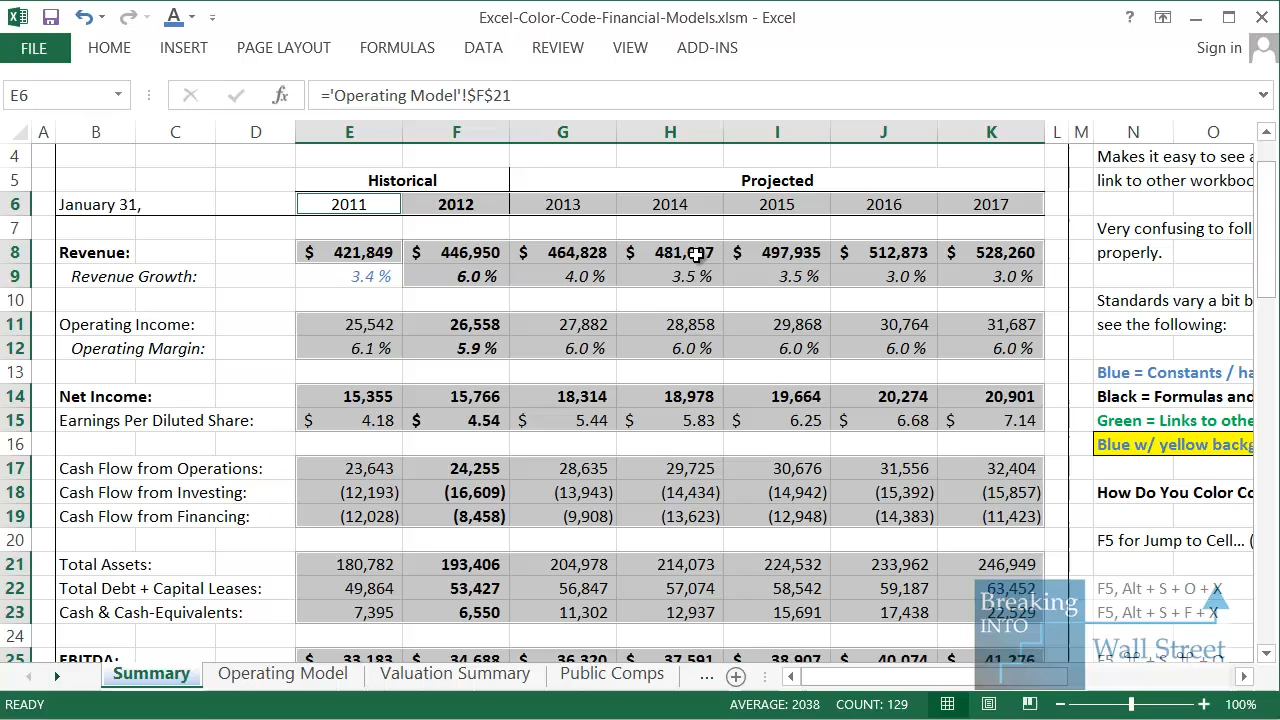 Excel-Color-Code-Financial-Models.xlsm - Excel
FILE HOME INSERT PAGE LAYOUT FORMULAS DATA REVIEW VIEW ADD-INS Sign in
E6 ='Operating Model'!$F$21
A B C D E F G H I J K L M N O
4 Makes it easy to see a
5 Historical Projected link to other workbo
6 January 31, 2011 2012 2013 2014 2015 2016 2017
7 Very confusing to foll
8 Revenue: $ 421,849 $ 446,950 $ 464,828 $ $ 497,935 $ 512,873 $ 528,260 properly.
9 Revenue Growth: 3.4 % 6.0 % 4.0 % 3.5 % 3.5 % 3.0 % 3.0 %
10 Standards vary a bit b
11 Operating Income: 25,542 26,558 27,882 28,858 29,868 30,764 31,687 see the following:
12 Operating Margin: 6.1 % 5.9 % 6.0 % 6.0 % 6.0 % 6.0 % 6.0 %
13 Blue = Constants / ha
14 Net Income: 15,355 15,766 18,314 18,978 19,664 20,274 20,901 Black = Formulas and
15 Earnings Per Diluted Share: $ 4.18 $ 4.54 $ 5.44 $ 5.83 $ 6.25 $ 6.68 $ 7.14 Green = Links to othe
16 Blue w/ yellow backg
17 Cash Flow from Operations: 23,643 24,255 28,635 29,725 30,676 31,556 32,404
18 Cash Flow from Investing: (12,193) (16,609) (13,943) (14,434) (14,942) (15,392) (15,857) How Do You Color Co
19 Cash Flow from Financing: (12,028) (8,458) (9,908) (13,623) (12,948) (14,383) (11,423)
20 F5 for Jump to Cell... (
21 Total Assets: 180,782 193,406 204,978 214,073 224,532 233,962 246,949
22 Total Debt + Capital Leases: 49,864 53,427 56,847 57,074 58,542 59,187 63,452 F5, Alt + S + O + X
23 Cash & Cash-Equivalents: 7,395 6,550 11,302 12,937 15,691 17,438 22,529 F5, Alt + S + F + X
24
25 EBITDA: $ 33,183 $ 34,688 $ 36,320 $ 37,591 $ 38,907 $ 40,074 $ 41,276
Breaking
INTO
Wall Street
Summary Operating Model Valuation Summary Public Comps ...
READY AVERAGE: 2038 COUNT: 129 100%